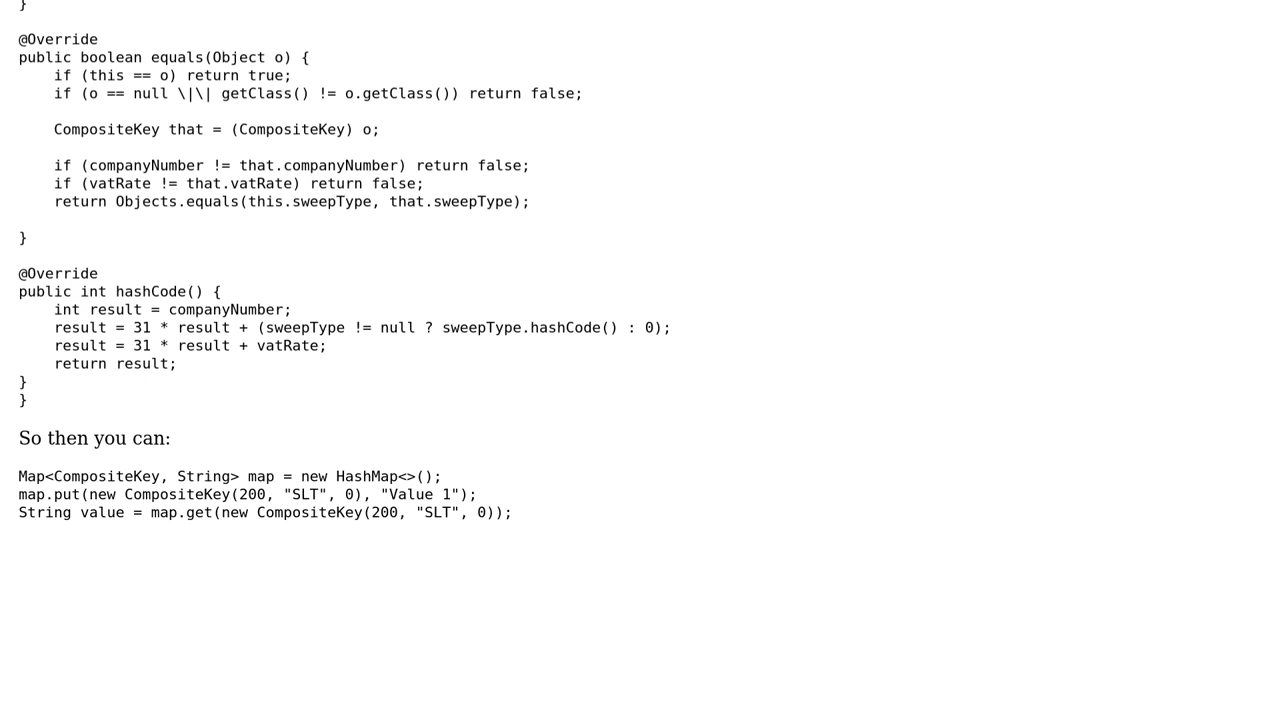 }
@Override
public boolean equals(Object o) {
    if (this == o) return true;
    if (o == null \|\| getClass() != o.getClass()) return false;
    CompositeKey that = (CompositeKey) o;
    if (companyNumber != that.companyNumber) return false;
    if (vatRate != that.vatRate) return false;
    return Objects.equals(this.sweepType, that.sweepType);
}
@Override
public int hashCode() {
    int result = companyNumber;
    result = 31 * result + (sweepType != null ? sweepType.hashCode() : 0);
    result = 31 * result + vatRate;
    return result;
}
}
So then you can:
Map<CompositeKey, String> map = new HashMap<>();
map.put(new CompositeKey(200, "SLT", 0), "Value 1");
String value = map.get(new CompositeKey(200, "SLT", 0));